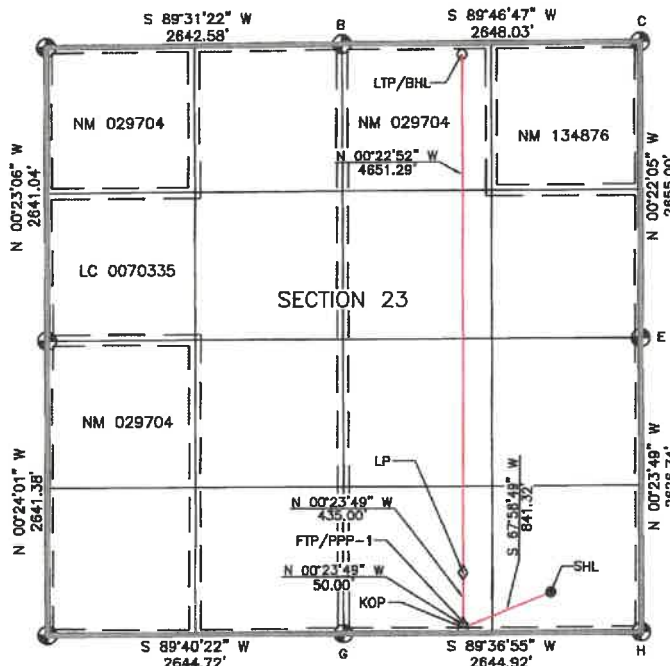 S 89°31'22" W
2642.58'
B
S 89°46'47" W
2648.03'
C
LTP/BHL
NM 029704
NM 029704
NM 134876
N 00°23'06" W
2641.04'
N 00°22'52" W
4651.29'
N 00°22'05" W
2655.00'
LC 0070335
SECTION 23
E
NM 029704
LP
N 00°24'01" W
2641.38'
N 00°23'49" W
435.00'
S 67°58'49" W
841.32'
N 00°23'49" W
FTP/PPP-1
N 00°23'49" W
50.00'
SHL
KOP
S 89°40'22" W
2644.72'
G
S 89°36'55" W
2644.92'
H